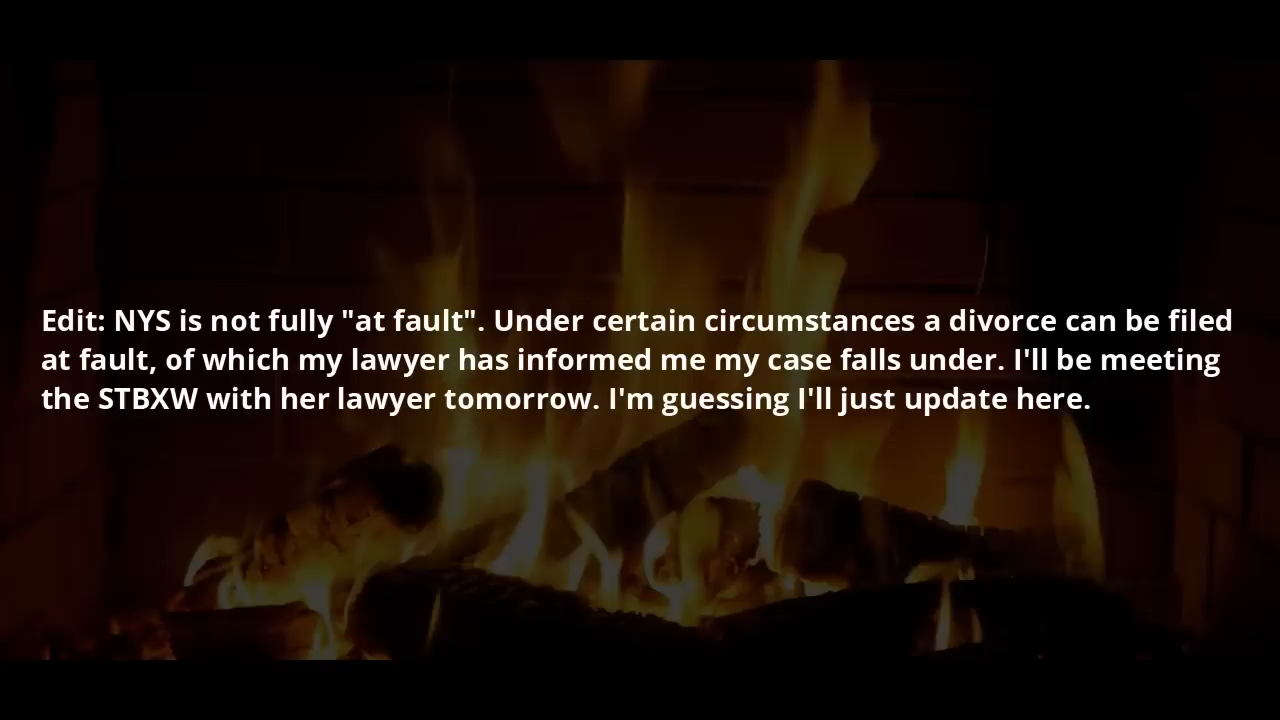 Edit: NYS is not fully "at fault". Under certain circumstances a divorce can be filed
at fault, of which my lawyer has informed me my case falls under. I'll be meeting
the STBXW with her lawyer tomorrow. I'm guessing I'll just update here.